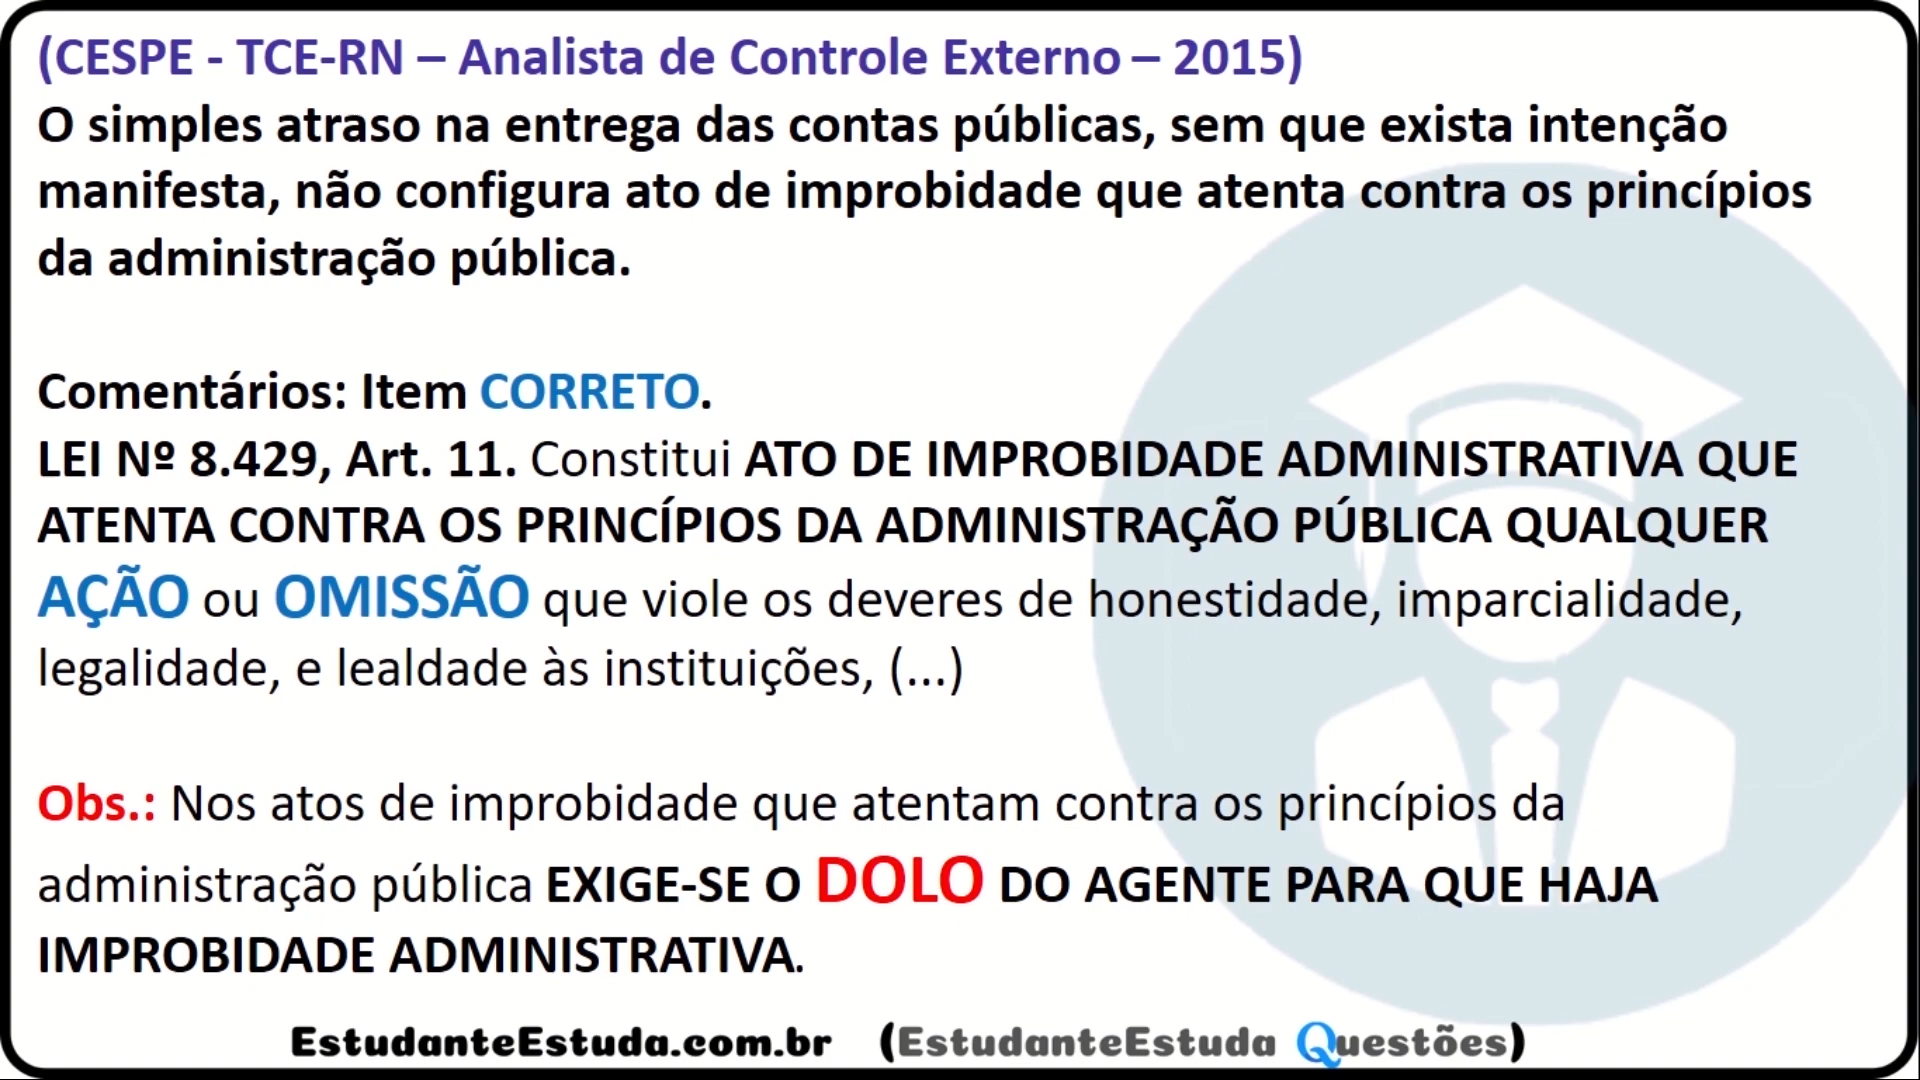 (CESPE - TCE-RN – Analista de Controle Externo – 2015)
O simples atraso na entrega das contas públicas, sem que exista intenção
manifesta, não configura ato de improbidade que atenta contra os princípios
da administração pública.
Comentários: Item CORRETO.
LEI Nº 8.429, Art. 11. Constitui ATO DE IMPROBIDADE ADMINISTRATIVA QUE
ATENTA CONTRA OS PRINCÍPIOS DA ADMINISTRAÇÃO PÚBLICA QUALQUER
AÇÃO ou OMISSÃO que viole os deveres de honestidade, imparcialidade,
legalidade, e lealdade às instituições, (...)
Obs.: Nos atos de improbidade que atentam contra os princípios da
administração pública EXIGE-SE O DOLO DO AGENTE PARA QUE HAJA
IMPROBIDADE ADMINISTRATIVA.
EstudanteEstuda.com.br (EstudanteEstuda Questões)